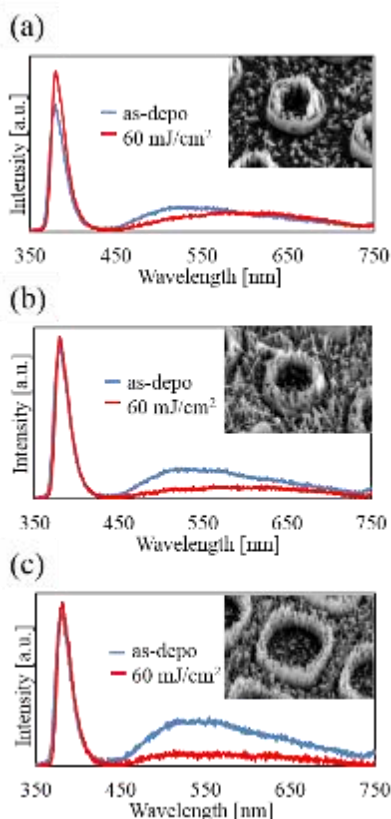 (a)
Intensity [a.u.]
as-depo
60 mJ/cm²
350 450 550 650 750
Wavelength [nm]
(b)
Intensity [a.u.]
as-depo
60 mJ/cm²
350 450 550 650 750
Wavelength [nm]
(c)
Intensity [a.u.]
as-depo
60 mJ/cm²
350 450 550 650 750
Wavelength [nm]